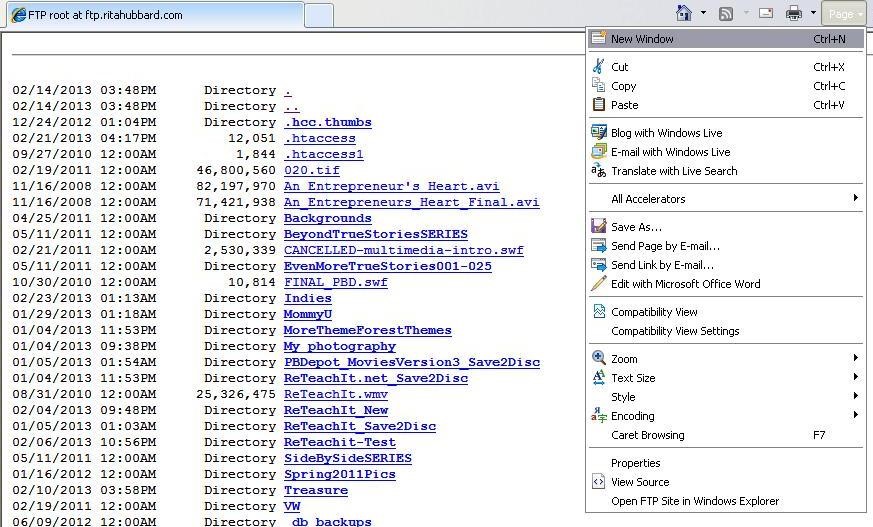 FTP root at ftp.ritahubbard.com
Page
02/14/2013 03:48PM Directory .
02/14/2013 03:48PM Directory ..
12/24/2012 01:04PM Directory .hcc.thumbs
02/21/2013 04:17PM 12,051 .htaccess
09/27/2010 12:00AM 1,844 .htaccess1
02/19/2011 12:00AM 46,800,560 020.tif
11/16/2008 12:00AM 82,197,970 An_Entrepreneur's_Heart.avi
11/16/2008 12:00AM 71,421,938 An_Entrepreneurs_Heart_Final.avi
04/25/2011 12:00AM Directory Backgrounds
05/11/2011 12:00AM Directory BeyondTrueStoriesSERIES
02/21/2011 12:00AM 2,530,339 CANCELLED-multimedia-intro.swf
05/11/2011 12:00AM Directory EvenMoreTrueStories001-025
10/30/2010 12:00AM 10,814 FINAL_PBD.swf
02/23/2013 01:13AM Directory Indies
01/29/2013 01:18AM Directory MommyU
01/04/2013 11:53PM Directory MoreThemeForestThemes
01/04/2013 09:38PM Directory My photography
01/05/2013 01:54AM Directory PBDepot_MoviesVersion3_Save2Disc
01/04/2013 11:53PM Directory ReTeachIt.net_Save2Disc
08/31/2010 12:00AM 25,326,475 ReTeachIt.wmv
02/04/2013 09:48PM Directory ReTeachIt_New
01/05/2013 01:03AM Directory ReTeachIt_Save2Disc
02/06/2013 10:56PM Directory ReTeachit-Test
05/11/2011 12:00AM Directory SideBySideSERIES
01/16/2012 12:00AM Directory Spring2011Pics
02/10/2013 03:58PM Directory Treasure
02/19/2011 12:00AM Directory VW
06/09/2012 12:00AM Directory _db_backups
New Window Ctrl+N
Cut Ctrl+X
Copy Ctrl+C
Paste Ctrl+V
Blog with Windows Live
E-mail with Windows Live
Translate with Live Search
All Accelerators
Save As...
Send Page by E-mail...
Send Link by E-mail...
Edit with Microsoft Office Word
Compatibility View
Compatibility View Settings
Zoom
Text Size
Style
Encoding
Caret Browsing F7
Properties
View Source
Open FTP Site in Windows Explorer